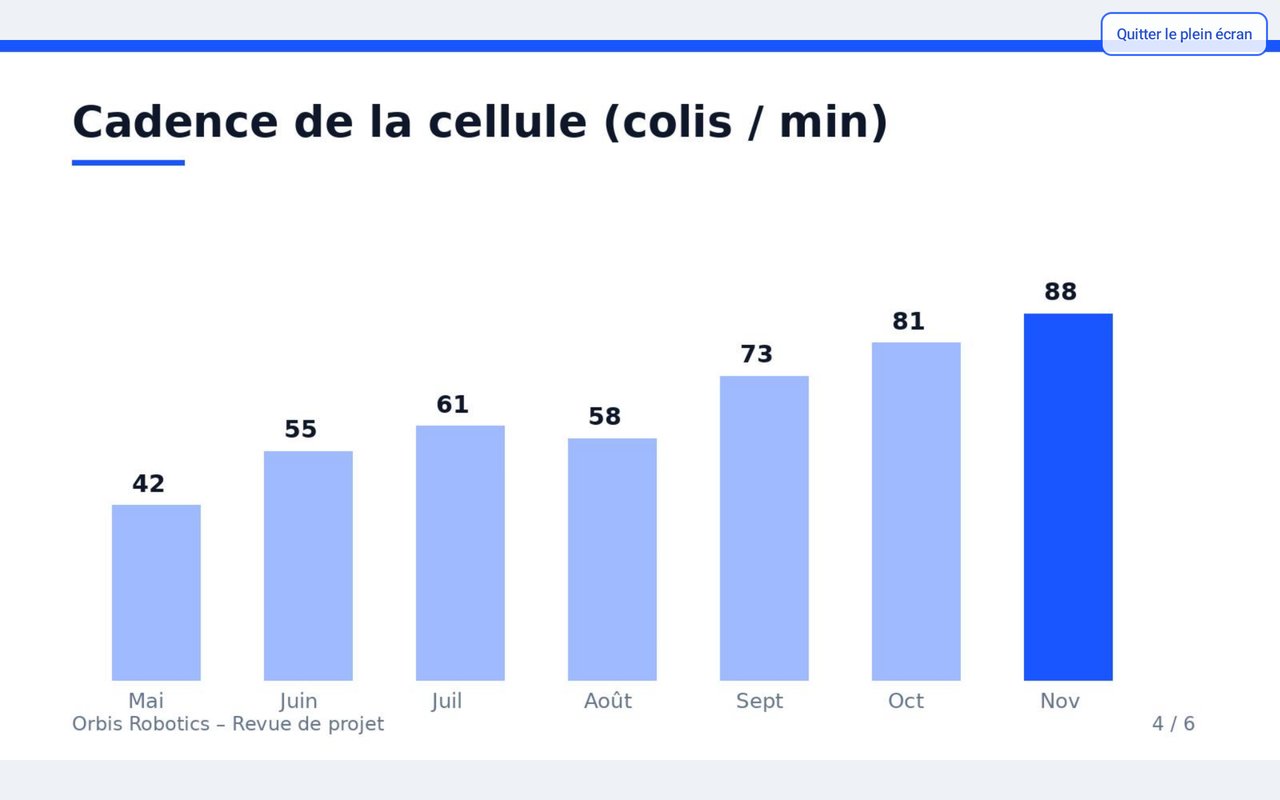 Quitter le plein écran
Cadence de la cellule (colis / min)
88
81
73
61
58
55
42
Mai Juin Juil Août Sept Oct Nov
Orbis Robotics – Revue de projet 4 / 6